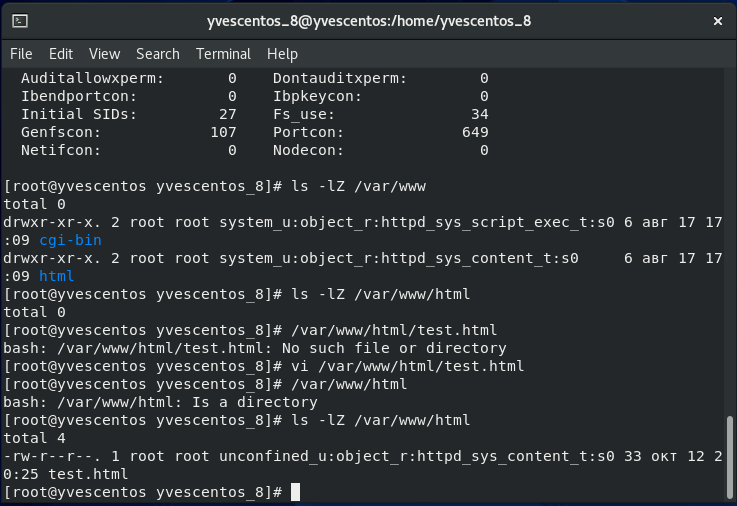 yvescentos_8@yvescentos:/home/yvescentos_8
File Edit View Search Terminal Help
Auditallowxperm: 0 Dontauditxperm: 0
Ibendportcon: 0 Ibpkeycon: 0
Initial SIDs: 27 Fs_use: 34
Genfscon: 107 Portcon: 649
Netifcon: 0 Nodecon: 0
[root@yvescentos yvescentos_8]# ls -lZ /var/www
total 0
drwxr-xr-x. 2 root root system_u:object_r:httpd_sys_script_exec_t:s0 6 авг 17 17
:09 cgi-bin
drwxr-xr-x. 2 root root system_u:object_r:httpd_sys_content_t:s0 6 авг 17 17
:09 html
[root@yvescentos yvescentos_8]# ls -lZ /var/www/html
total 0
[root@yvescentos yvescentos_8]# /var/www/html/test.html
bash: /var/www/html/test.html: No such file or directory
[root@yvescentos yvescentos_8]# vi /var/www/html/test.html
[root@yvescentos yvescentos_8]# /var/www/html
bash: /var/www/html: Is a directory
[root@yvescentos yvescentos_8]# ls -lZ /var/www/html
total 4
-rw-r--r--. 1 root root unconfined_u:object_r:httpd_sys_content_t:s0 33 окт 12 2
0:25 test.html
[root@yvescentos yvescentos_8]#